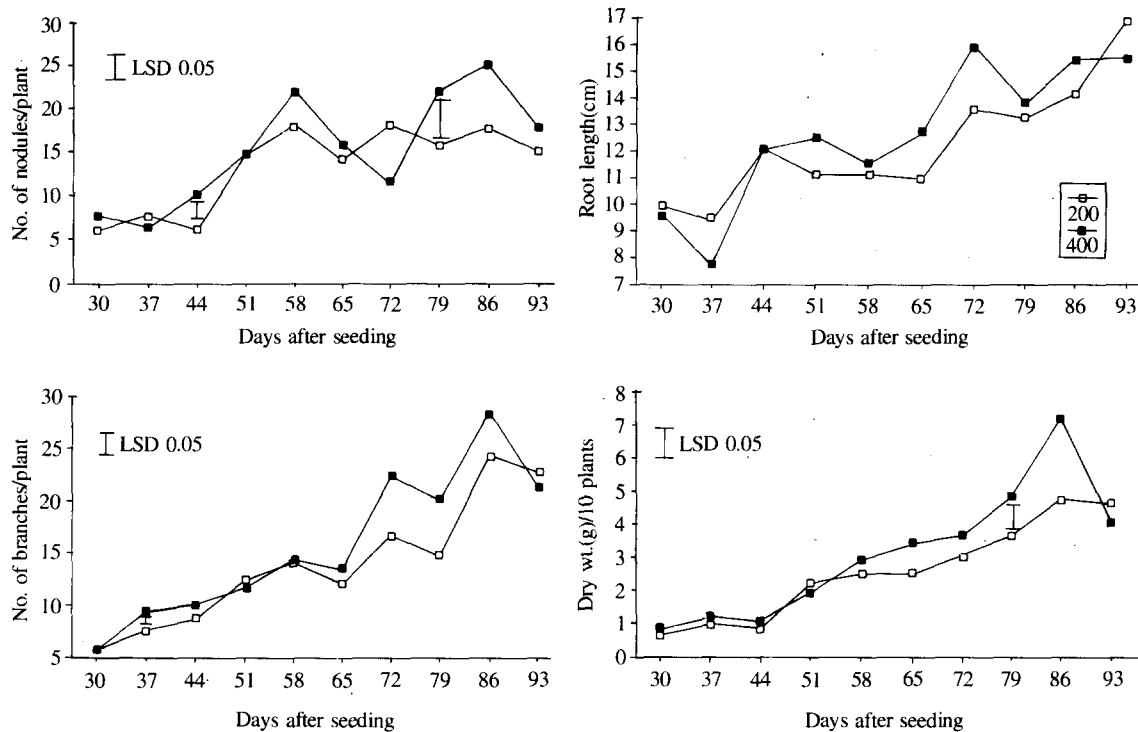 No. of nodules/plant
30
25
20
15
10
5
0
LSD 0.05
30 37 44 51 58 65 72 79 86 93
Days after seeding
Root length(cm)
17
16
15
14
13
12
11
10
9
8
7
200
400
30 37 44 51 58 65 72 79 86 93
Days after seeding
No. of branches/plant
30
25
20
15
10
5
LSD 0.05
30 37 44 51 58 65 72 79 86 93
Days after seeding
Dry wt.(g)/10 plants
8
7
6
5
4
3
2
1
0
LSD 0.05
30 37 44 51 58 65 72 79 86 93
Days after seeding